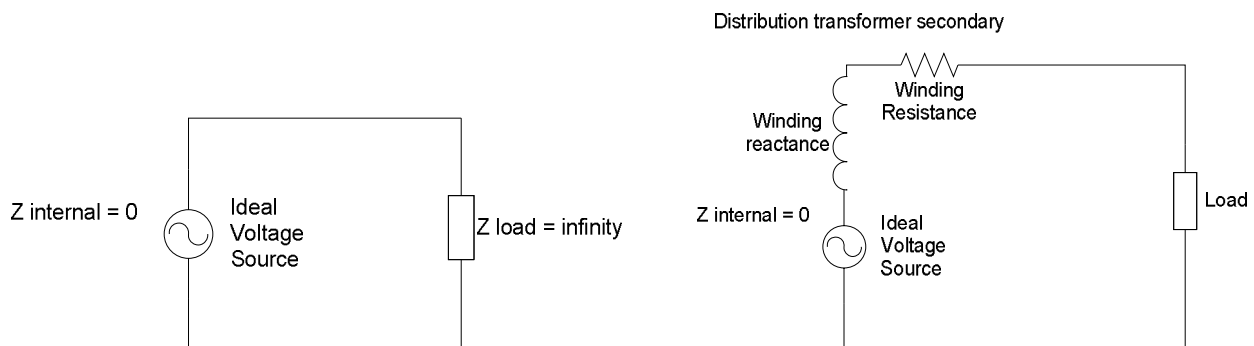 Z internal = 0
Ideal
Voltage
Source
Z load = infinity
Distribution transformer secondary
Winding
Resistance
Winding
reactance
Z internal = 0
Ideal
Voltage
Source
Load